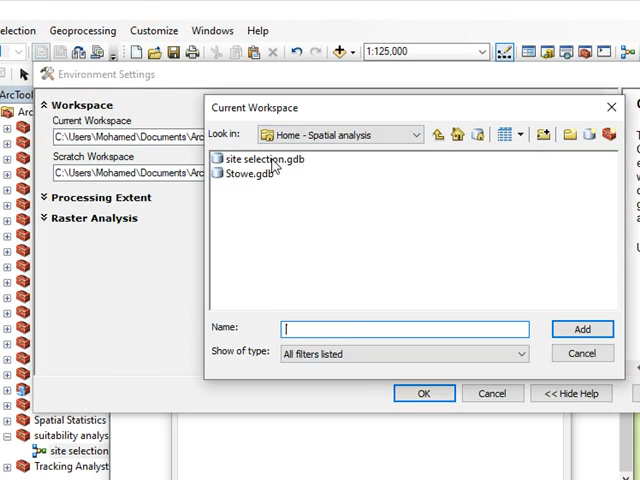 election Geoprocessing Customize Windows Help
1:125,000
ArcTool
Environment Settings
Arc
Workspace
Current Workspace
C:\Users\Mohamed\Documents\Arc
Scratch Workspace
C:\Users\Mohamed\Documents\Arc
Processing Extent
Raster Analysis
Current Workspace
Look in: Home - Spatial analysis
site selection.gdb
Stowe.gdb
Name: Add
Show of type: All filters listed Cancel
OK Cancel << Hide Help
Spatial Statistics
suitability analys
site selection
Tracking Analyst